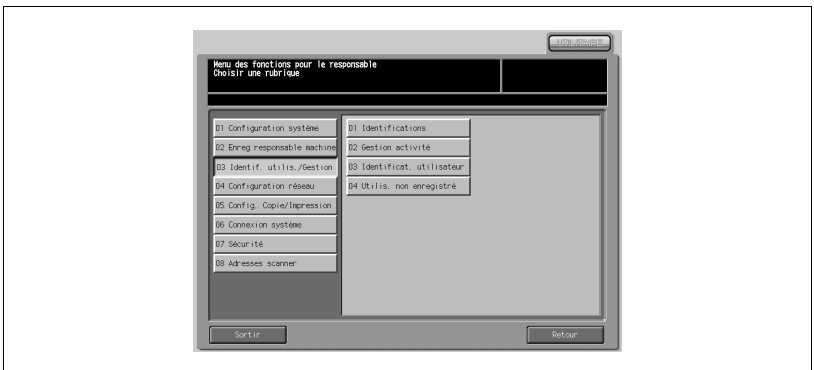 UTILITAIRE
Menu des fonctions pour le responsable
Choisir une rubrique
01 Configuration système
01 Identifications
02 Enreg responsable machine
02 Gestion activité
03 Identif. utilis./Gestion
03 Identificat. utilisateur
04 Configuration réseau
04 Utilis. non enregistré
05 Config. Copie/Impression
06 Connexion système
07 Sécurité
08 Adresses scanner
Sortir
Retour